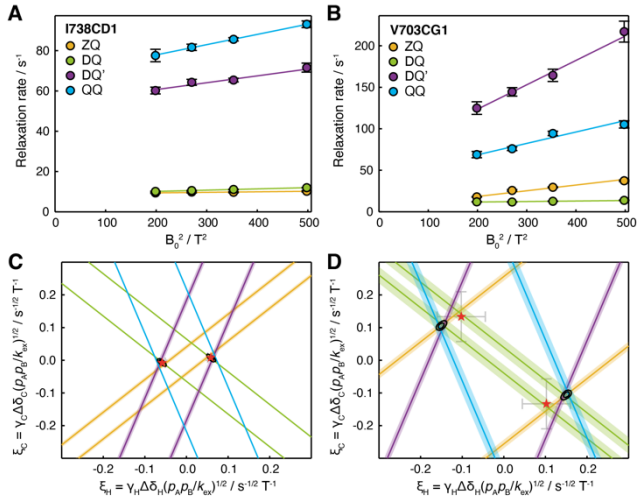 A
I738CD1
ZQ
DQ
DQ'
QQ
Relaxation rate / s⁻¹
80
60
40
20
0
0 100 200 300 400 500
B₀² / T²
B
V703CG1
ZQ
DQ
DQ'
QQ
Relaxation rate / s⁻¹
200
150
100
50
0
0 100 200 300 400 500
B₀² / T²
C
ξC = γCΔδC(pApB/kex)^1/2 / s^-1/2 T⁻¹
0.2
0.1
0.0
-0.1
-0.2
-0.2 -0.1 0.0 0.1 0.2
ξH = γHΔδH(pApB/kex)^1/2 / s^-1/2 T⁻¹
D
ξC = γCΔδC(pApB/kex)^1/2 / s^-1/2 T⁻¹
0.2
0.1
0.0
-0.1
-0.2
-0.2 -0.1 0.0 0.1 0.2
ξH = γHΔδH(pApB/kex)^1/2 / s^-1/2 T⁻¹